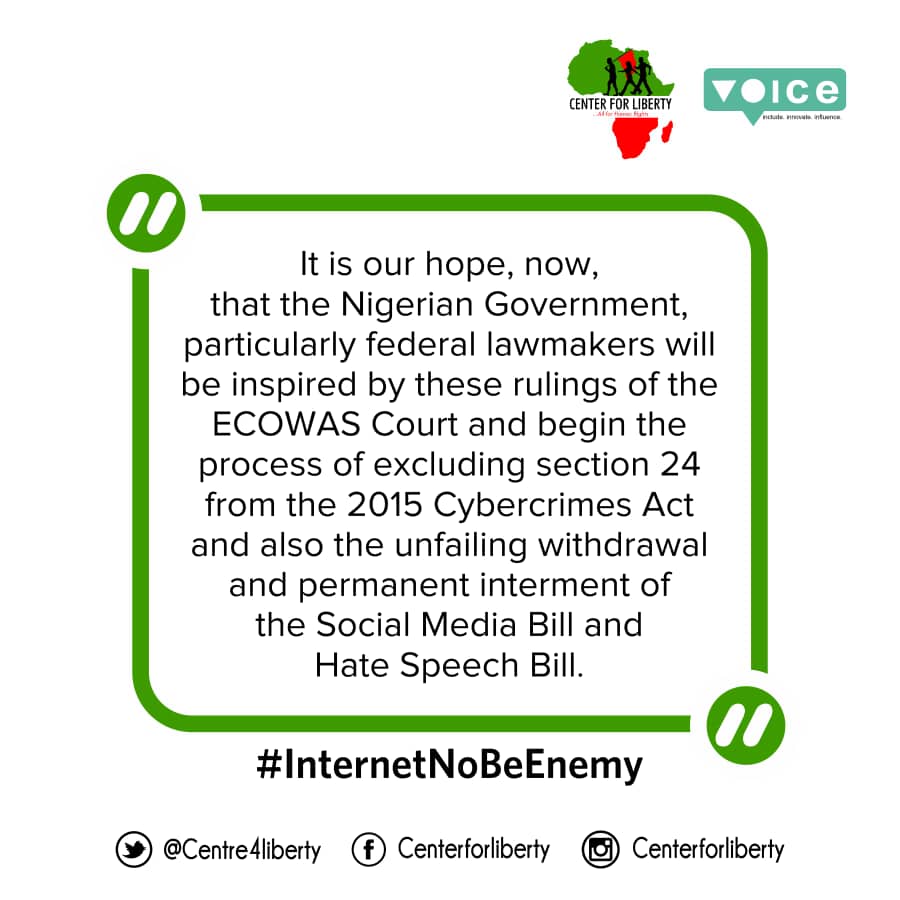 CENTER FOR LIBERTY
...All for Human Rights
VOICE
include. innovate. influence.
It is our hope, now,
that the Nigerian Government,
particularly federal lawmakers will
be inspired by these rulings of the
ECOWAS Court and begin the
process of excluding section 24
from the 2015 Cybercrimes Act
and also the unfailing withdrawal
and permanent interment of
the Social Media Bill and
Hate Speech Bill.
#InternetNoBeEnemy
@Centre4liberty Centerforliberty Centerforliberty